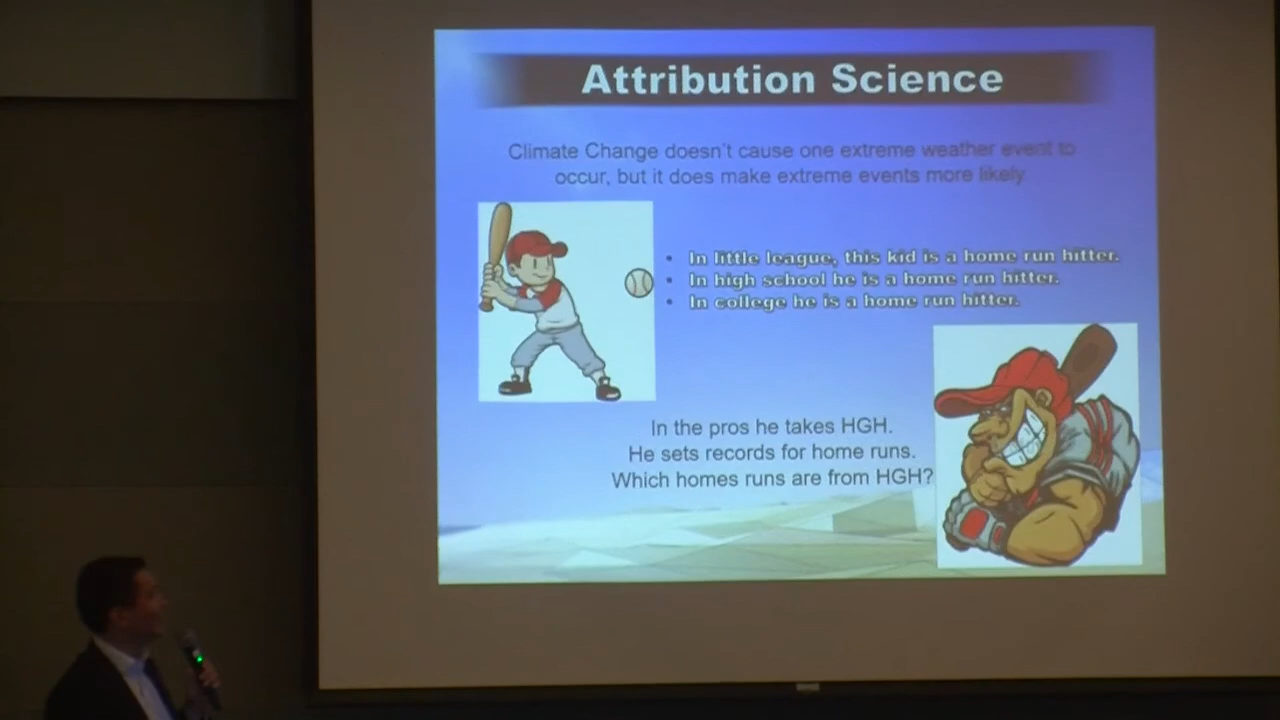 Attribution Science
Climate Change doesn't cause one extreme weather event to
occur, but it does make extreme events more likely
• In little league, this kid is a home run hitter.
• In high school he is a home run hitter.
• In college he is a home run hitter.
In the pros he takes HGH.
He sets records for home runs.
Which homes runs are from HGH?